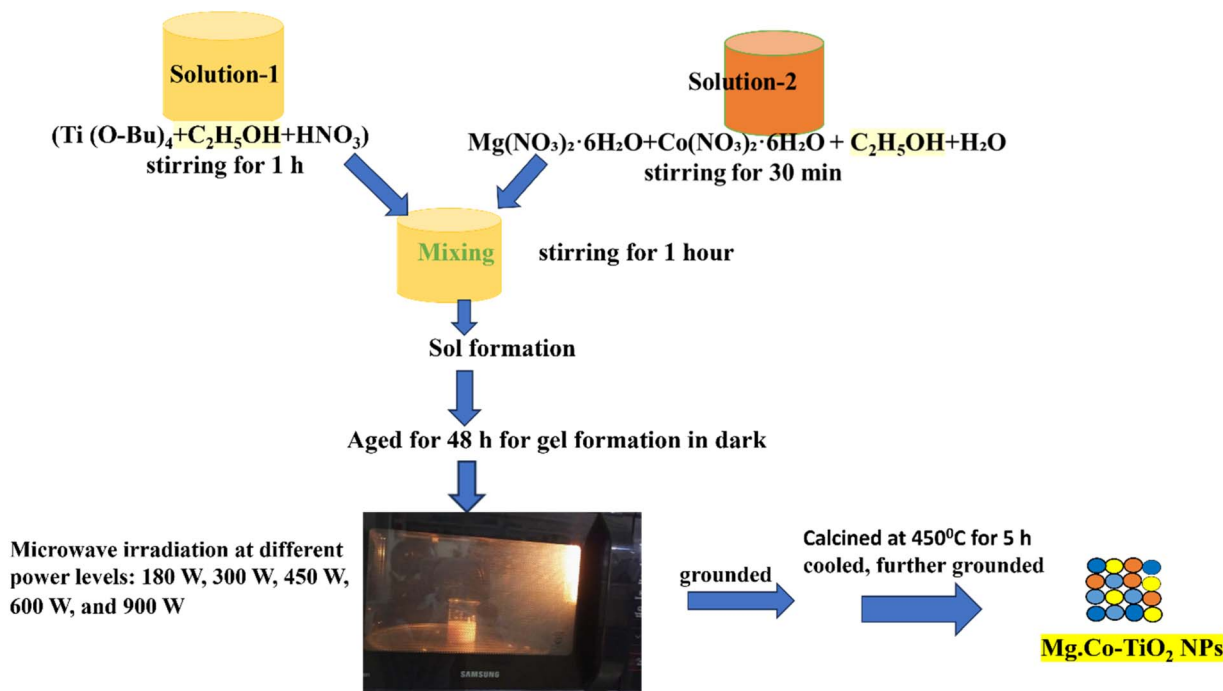 Solution-1
(Ti (O-Bu)₄+C₂H₅OH+HNO₃)
stirring for 1 h
Solution-2
Mg(NO₃)₂·6H₂O+Co(NO₃)₂·6H₂O + C₂H₅OH+H₂O
stirring for 30 min
Mixing
stirring for 1 hour
Sol formation
Aged for 48 h for gel formation in dark
Microwave irradiation at different
power levels: 180 W, 300 W, 450 W,
600 W, and 900 W
SAMSUNG
grounded
Calcined at 450⁰C for 5 h
cooled, further grounded
Mg.Co-TiO₂ NPs